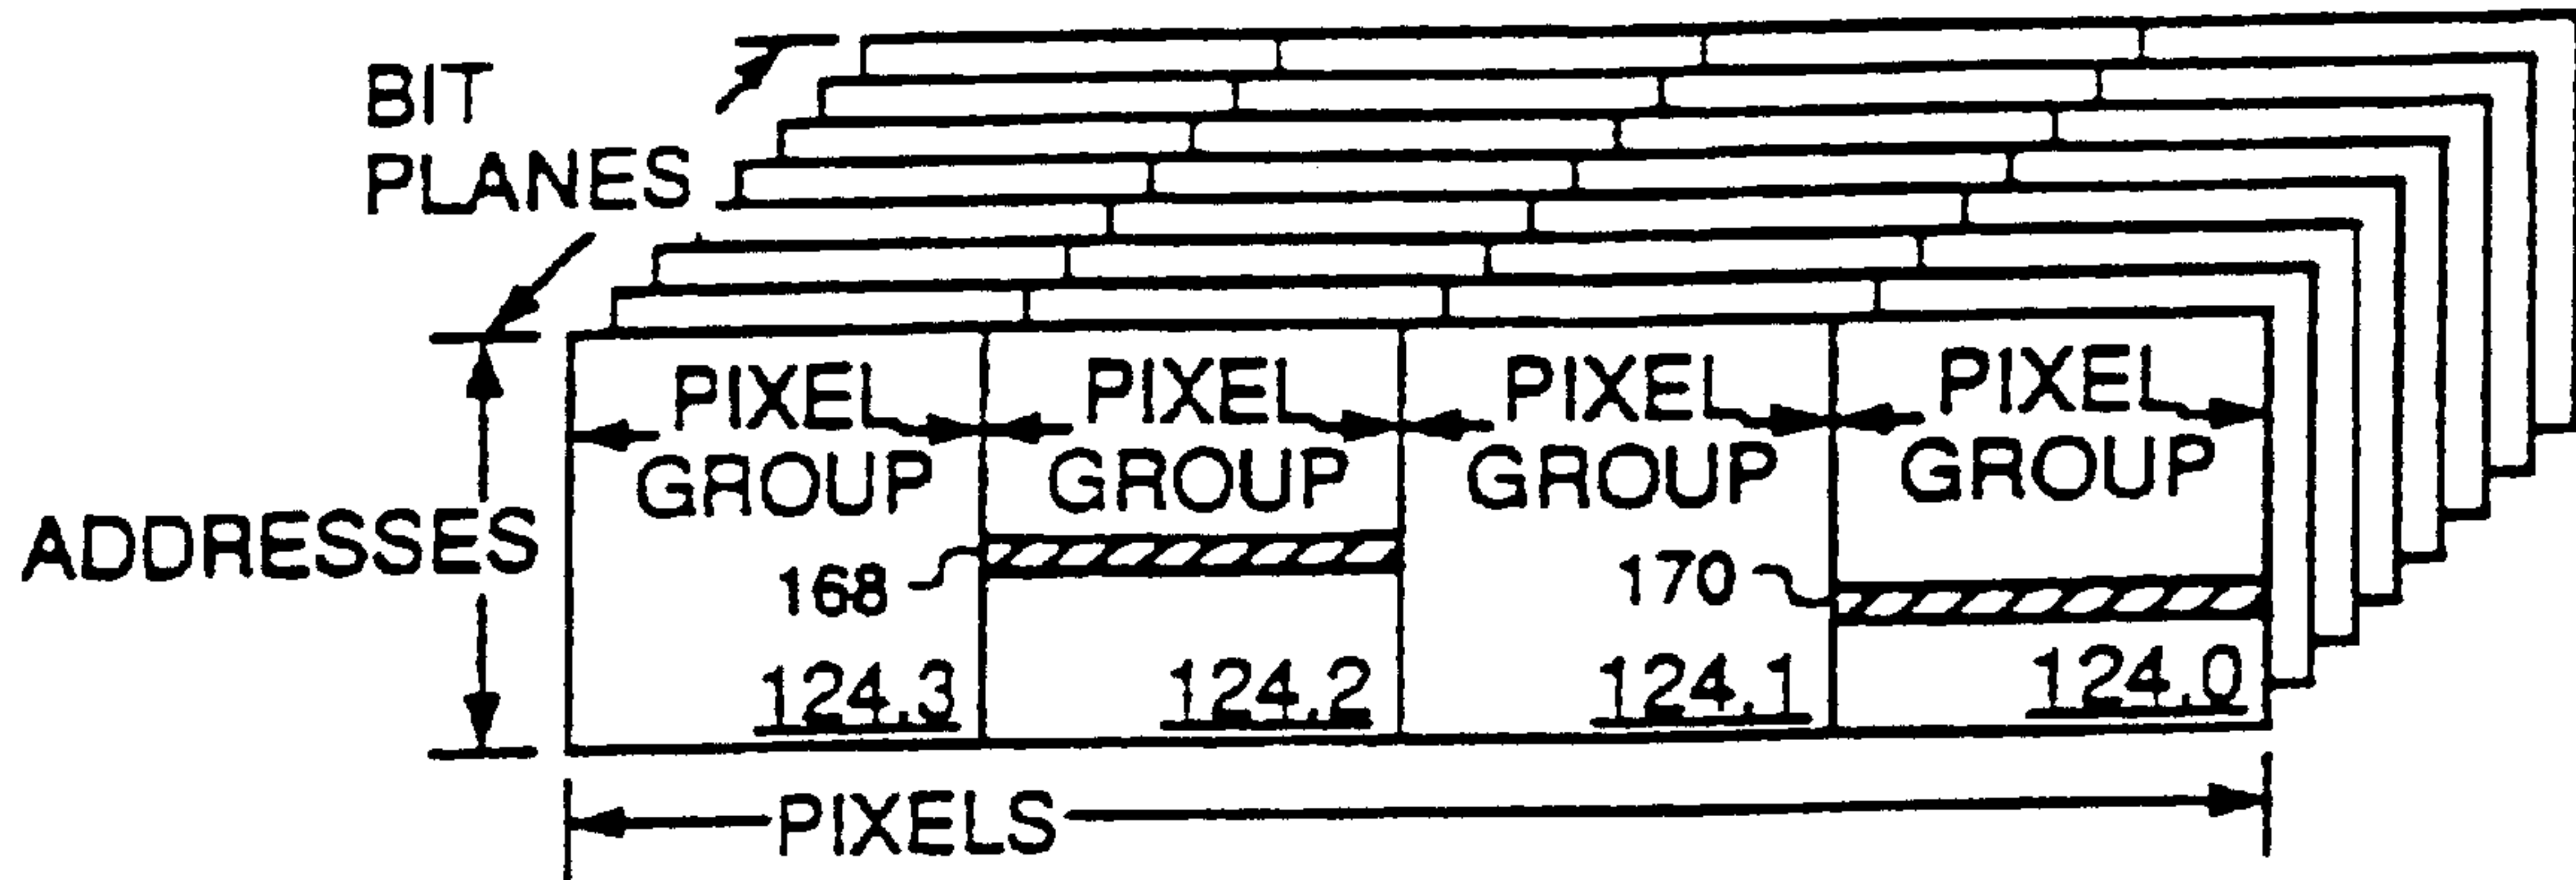 BIT
PLANES
PIXEL PIXEL PIXEL PIXEL
GROUP GROUP GROUP GROUP
ADDRESSES
168 170
124.3 124.2 124.1 124.0
PIXELS